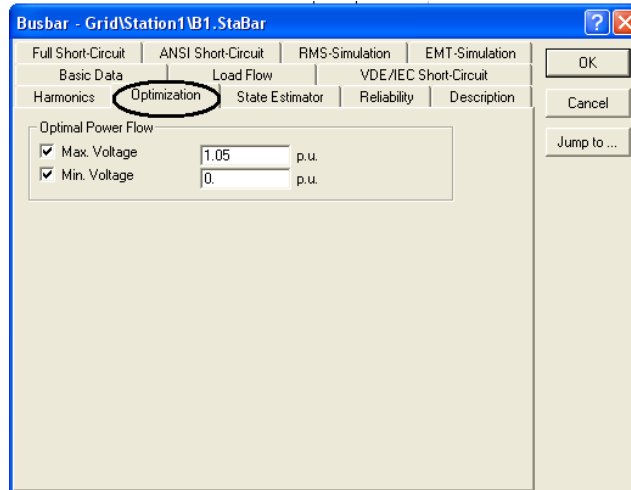 Busbar - Grid\Station1\B1.StaBar
Full Short-Circuit ANSI Short-Circuit RMS-Simulation EMT-Simulation
Basic Data Load Flow VDE/IEC Short-Circuit
Harmonics Optimization State Estimator Reliability Description
OK
Cancel
Jump to ...
Optimal Power Flow
Max. Voltage 1.05 p.u.
Min. Voltage 0. p.u.